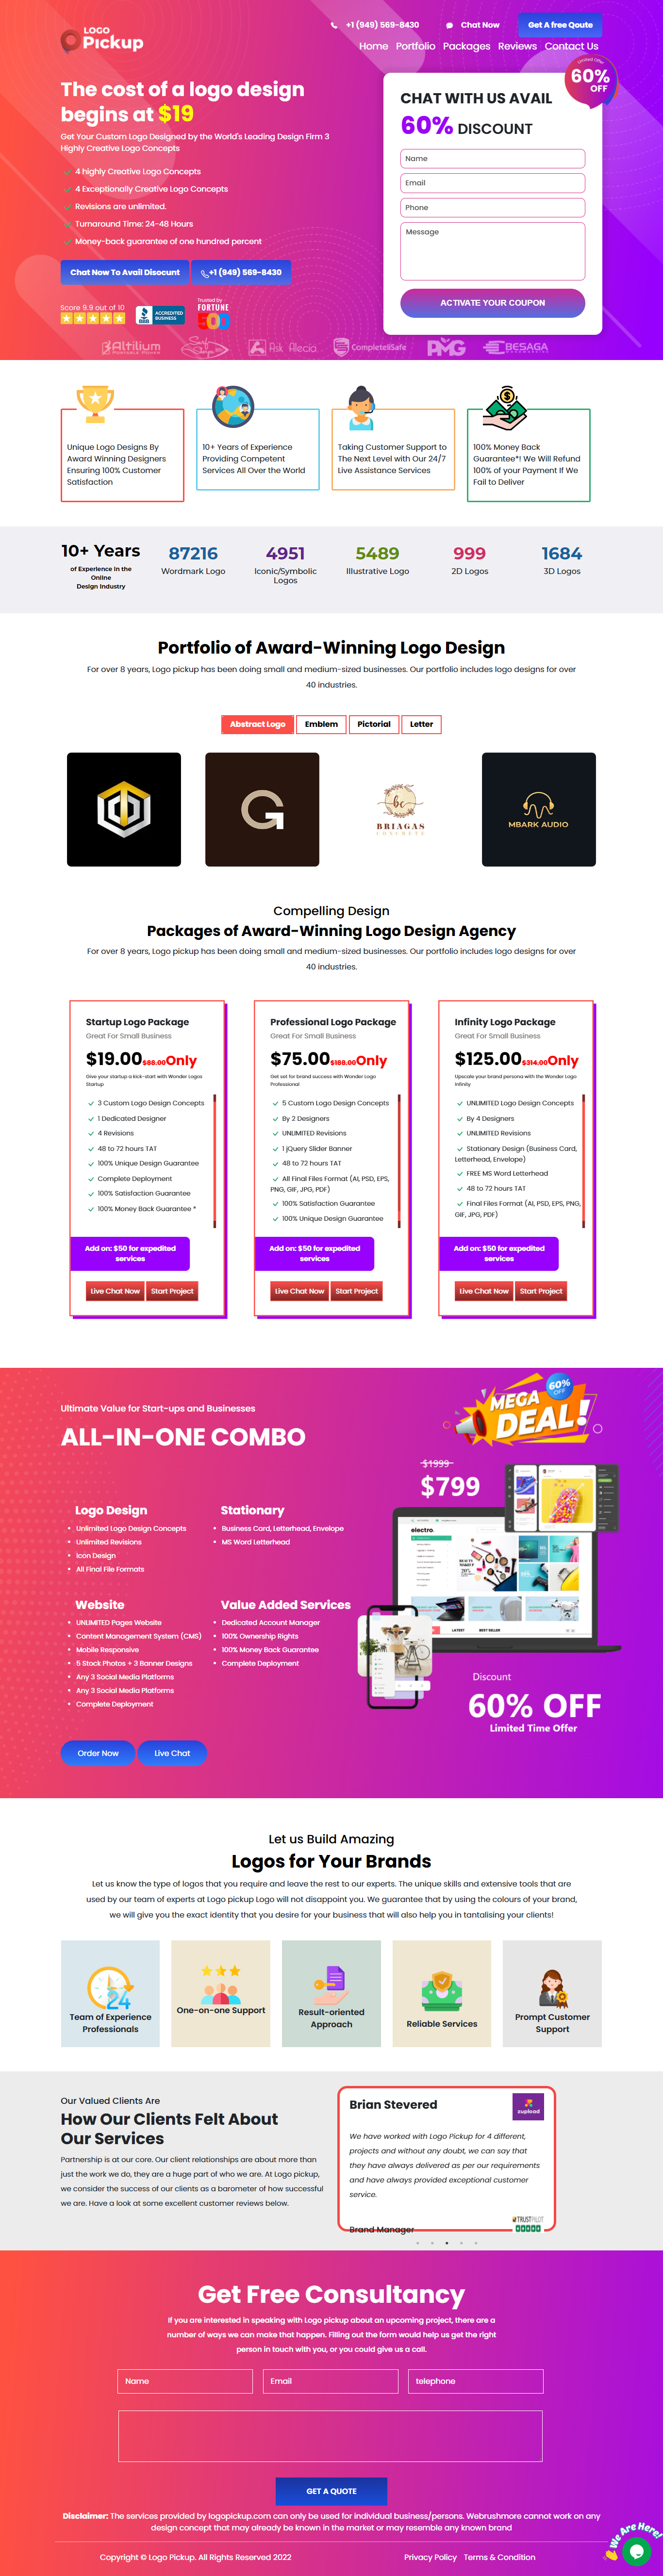 LOGO
Pickup
+1 (949) 569-8430
Chat Now
Get A free Qoute
Home Portfolio Packages Reviews Contact Us
The cost of a logo design
begins at $19
Get Your Custom Logo Designed by the World's Leading Design Firm 3
Highly Creative Logo Concepts
4 highly Creative Logo Concepts
4 Exceptionally Creative Logo Concepts
Revisions are unlimited.
Turnaround Time: 24-48 Hours
Money-back guarantee of one hundred percent
Chat Now To Avail Disocunt
+1 (949) 569-8430
Score 9.9 out of 10
BBB
ACCREDITED
BUSINESS
Trusted by
FORTUNE
500
Limited Offer
60%
OFF
CHAT WITH US AVAIL
60% DISCOUNT
Name
Email
Phone
Message
ACTIVATE YOUR COUPON
Altilium
Ask Alecia
CompleteliSafe
PMG
BESAGA
Unique Logo Designs By
Award Winning Designers
Ensuring 100% Customer
Satisfaction
10+ Years of Experience
Providing Competent
Services All Over the World
Taking Customer Support to
The Next Level with Our 24/7
Live Assistance Services
100% Money Back
Guarantee*! We Will Refund
100% of your Payment If We
Fail to Deliver
10+ Years
of Experience In the
Online
Design Industry
87216
Wordmark Logo
4951
Iconic/Symbolic
Logos
5489
Illustrative Logo
999
2D Logos
1684
3D Logos
Portfolio of Award-Winning Logo Design
For over 8 years, Logo pickup has been doing small and medium-sized businesses. Our portfolio includes logo designs for over
40 industries.
Abstract Logo
Emblem
Pictorial
Letter
G
bc
BRIAGAS
CONCRETE
MBARK AUDIO
Compelling Design
Packages of Award-Winning Logo Design Agency
For over 8 years, Logo pickup has been doing small and medium-sized businesses. Our portfolio includes logo designs for over
40 industries.
Startup Logo Package
Great For Small Business
$19.00 $88.00 Only
Give your startup a kick-start with Wonder Logos
Startup
3 Custom Logo Design Concepts
1 Dedicated Designer
4 Revisions
48 to 72 hours TAT
100% Unique Design Guarantee
Complete Deployment
100% Satisfaction Guarantee
100% Money Back Guarantee *
Add on: $50 for expedited
services
Live Chat Now
Start Project
Professional Logo Package
Great For Small Business
$75.00 $188.00 Only
Get set for brand success with Wonder Logo
Professional
5 Custom Logo Design Concepts
By 2 Designers
UNLIMITED Revisions
1 jQuery Slider Banner
48 to 72 hours TAT
All Final Files Format (AI, PSD, EPS,
PNG, GIF, JPG, PDF)
100% Satisfaction Guarantee
100% Unique Design Guarantee
Add on: $50 for expedited
services
Live Chat Now
Start Project
Infinity Logo Package
Great For Small Business
$125.00 $314.00 Only
Upscale your brand persona with the Wonder Logo
Infinity
UNLIMITED Logo Design Concepts
By 4 Designers
UNLIMITED Revisions
Stationary Design (Business Card,
Letterhead, Envelope)
FREE MS Word Letterhead
48 to 72 hours TAT
Final Files Format (AI, PSD, EPS, PNG,
GIF, JPG, PDF)
Add on: $50 for expedited
services
Live Chat Now
Start Project
Ultimate Value for Start-ups and Businesses
ALL-IN-ONE COMBO
60%
OFF
MEGA
DEAL!
$1999
$799
Logo Design
Unlimited Logo Design Concepts
Unlimited Revisions
Icon Design
All Final File Formats
Stationary
Business Card, Letterhead, Envelope
MS Word Letterhead
Website
UNLIMITED Pages Website
Content Management System (CMS)
Mobile Responsive
5 Stock Photos + 3 Banner Designs
Any 3 Social Media Platforms
Any 3 Social Media Platforms
Complete Deployment
Value Added Services
Dedicated Account Manager
100% Ownership Rights
100% Money Back Guarantee
Complete Deployment
electro.
20%
LATEST
BEST SELLER
Discount
60% OFF
Limited Time Offer
Order Now
Live Chat
Let us Build Amazing
Logos for Your Brands
Let us know the type of logos that you require and leave the rest to our experts. The unique skills and extensive tools that are
used by our team of experts at Logo pickup Logo will not disappoint you. We guarantee that by using the colours of your brand,
we will give you the exact identity that you desire for your business that will also help you in tantalising your clients!
24
Team of Experience
Professionals
One-on-one Support
Result-oriented
Approach
Reliable Services
Prompt Customer
Support
Our Valued Clients Are
How Our Clients Felt About
Our Services
Partnership is at our core. Our client relationships are about more than
just the work we do, they are a huge part of who we are. At Logo pickup,
we consider the success of our clients as a barometer of how successful
we are. Have a look at some excellent customer reviews below.
Brian Stevered
zupload
We have worked with Logo Pickup for 4 different,
projects and without any doubt, we can say that
they have always delivered as per our requirements
and have always provided exceptional customer
service.
Brand Manager
TRUSTPILOT
Get Free Consultancy
If you are interested in speaking with Logo pickup about an upcoming project, there are a
number of ways we can make that happen. Filling out the form would help us get the right
person in touch with you, or you could give us a call.
Name
Email
telephone
GET A QUOTE
Disclaimer: The services provided by logopickup.com can only be used for individual business/persons. Webrushmore cannot work on any
design concept that may already be known in the market or may resemble any known brand
Copyright © Logo Pickup. All Rights Reserved 2022
Privacy Policy
Terms & Condition
We Are Here!